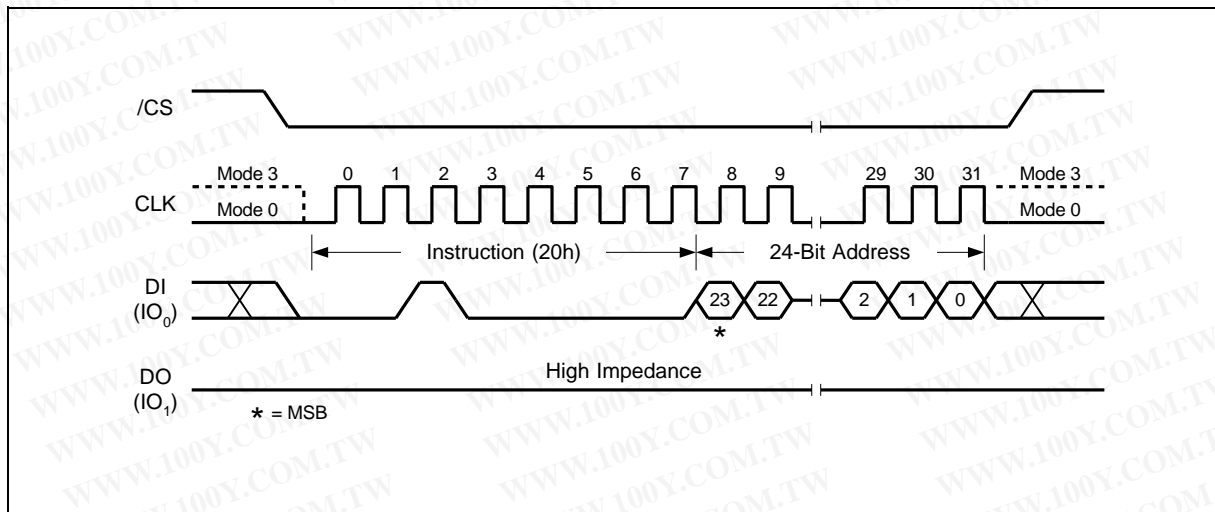 /CS
Mode 3 0 1 2 3 4 5 6 7 8 9 29 30 31 Mode 3
CLK
Mode 0 Mode 0
Instruction (20h) 24-Bit Address
DI
(IO0)
23 22 2 1 0
*
High Impedance
DO
(IO1)
* = MSB
WWW.100Y.COM.TW